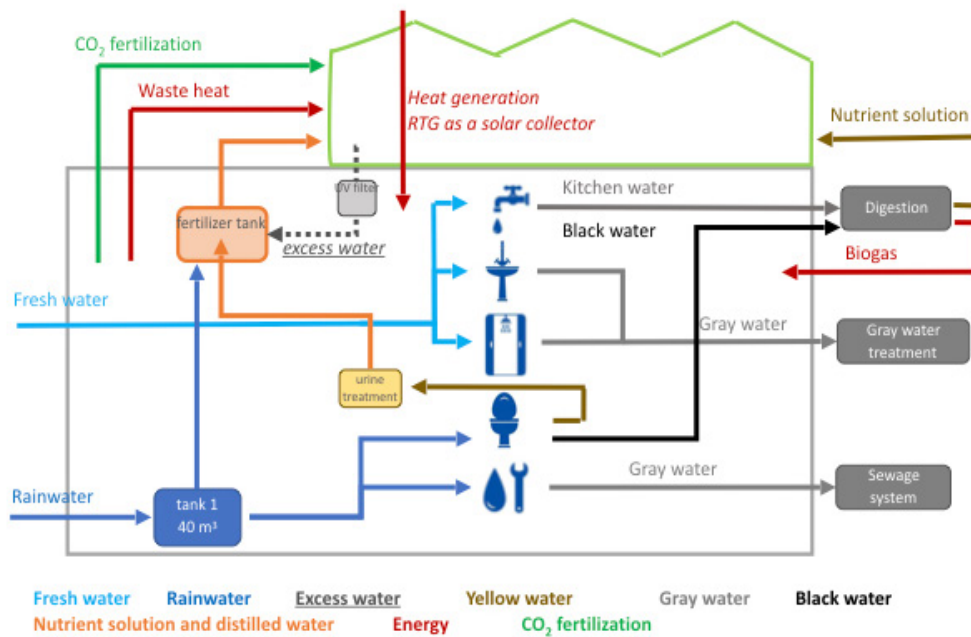 CO₂ fertilization
Waste heat
Heat generation
RTG as a solar collector
Nutrient solution
UV filter
fertilizer tank
excess water
Kitchen water
Black water
Digestion
Biogas
Fresh water
Gray water
Gray water
treatment
urine
treatment
Rainwater
tank 1
40 m³
Gray water
Sewage
system
Fresh water Rainwater Excess water Yellow water Gray water Black water
Nutrient solution and distilled water Energy CO₂ fertilization